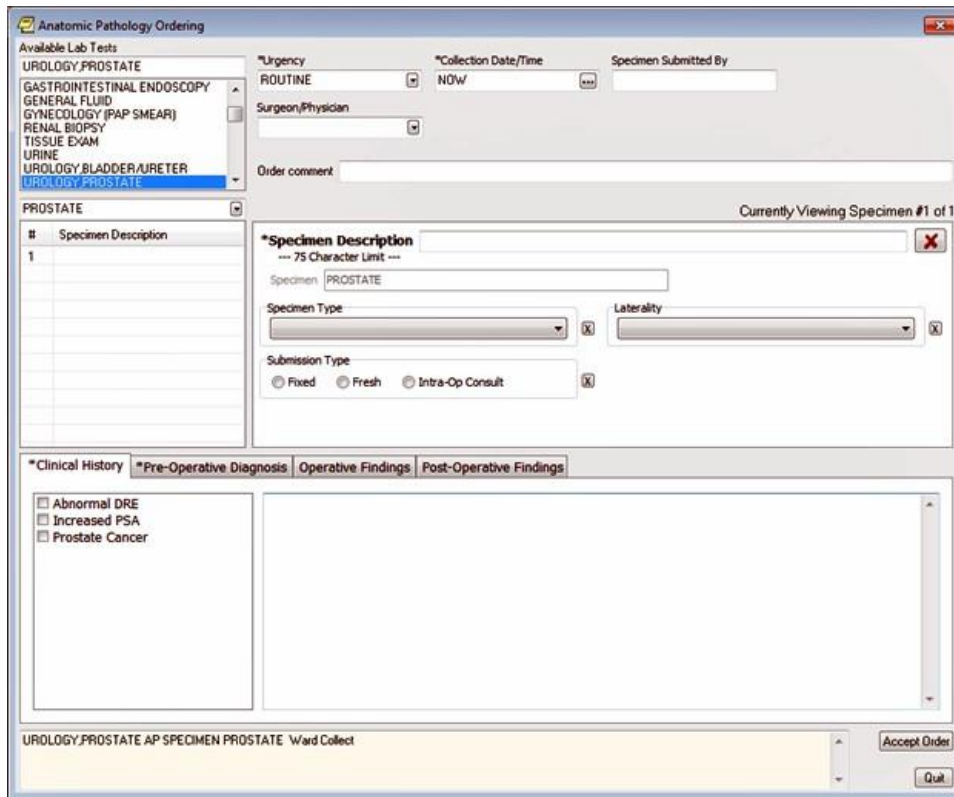 Anatomic Pathology Ordering
Available Lab Tests
UROLOGY,PROSTATE
GASTROINTESTINAL ENDOSCOPY
GENERAL FLUID
GYNECOLOGY (PAP SMEAR)
RENAL BIOPSY
TISSUE EXAM
URINE
UROLOGY,BLADDER/URETER
UROLOGY,PROSTATE
*Urgency
ROUTINE
*Collection Date/Time
NOW
Specimen Submitted By
Surgeon/Physician
Order comment
PROSTATE
Currently Viewing Specimen #1 of 1
# Specimen Description
1
*Specimen Description
--- 75 Character Limit ---
Specimen PROSTATE
Specimen Type
X
Laterality
X
Submission Type
Fixed Fresh Intra-Op Consult
X
*Clinical History *Pre-Operative Diagnosis Operative Findings Post-Operative Findings
Abnormal DRE
Increased PSA
Prostate Cancer
UROLOGY,PROSTATE AP SPECIMEN PROSTATE Ward Collect
Accept Order
Quit